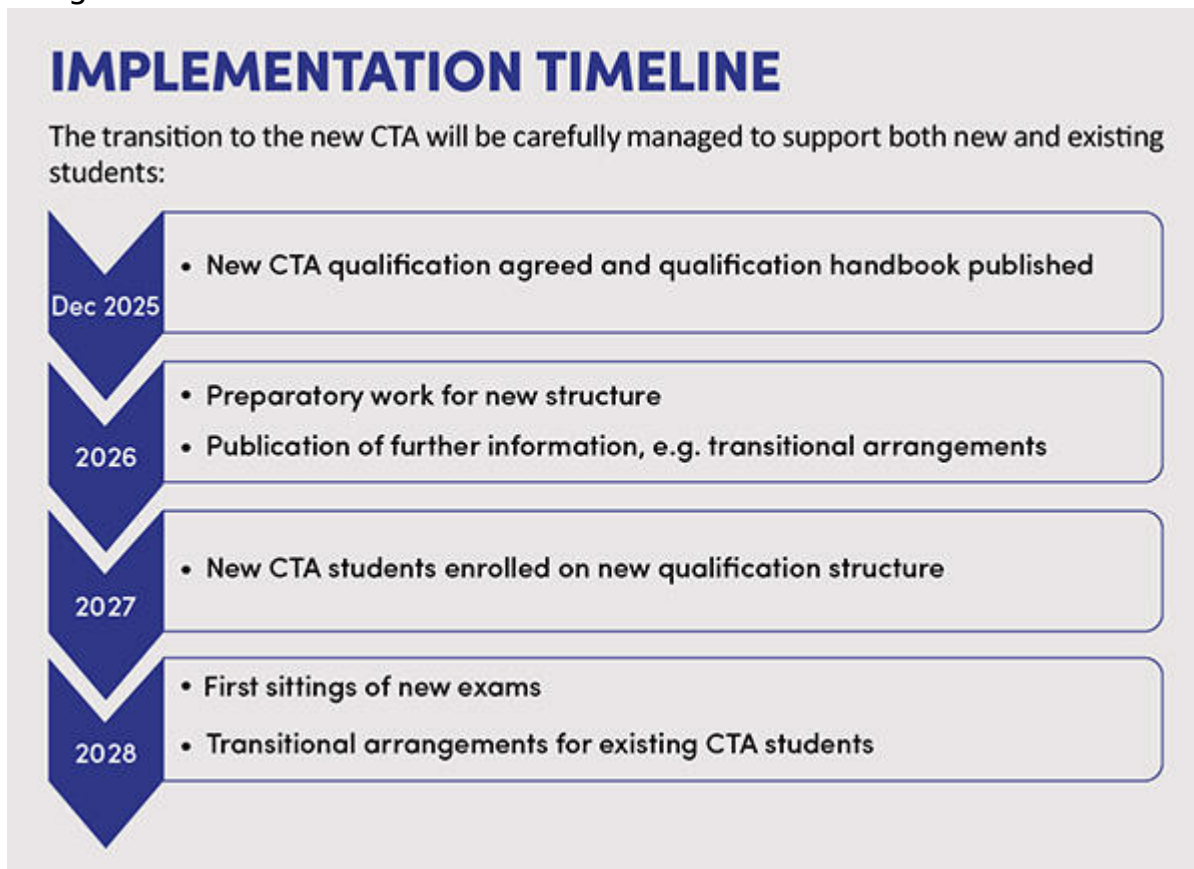 IMPLEMENTATION TIMELINE
The transition to the new CTA will be carefully managed to support both new and existing
students:
Dec 2025
• New CTA qualification agreed and qualification handbook published
2026
• Preparatory work for new structure
• Publication of further information, e.g. transitional arrangements
2027
• New CTA students enrolled on new qualification structure
2028
• First sittings of new exams
• Transitional arrangements for existing CTA students